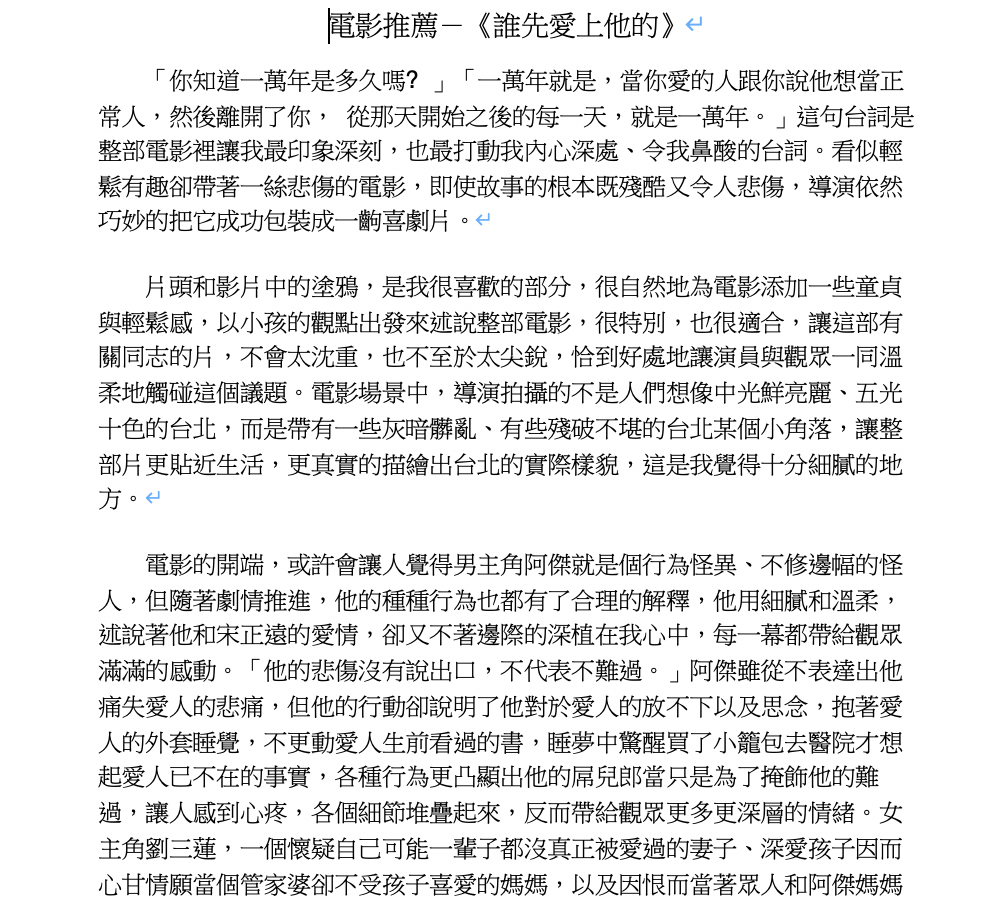 電影推薦－《誰先愛上他的》
「你知道一萬年是多久嗎? 」「一萬年就是，當你愛的人跟你說他想當正
常人，然後離開了你， 從那天開始之後的每一天，就是一萬年。」這句台詞是
整部電影裡讓我最印象深刻，也最打動我內心深處、令我鼻酸的台詞。看似輕
鬆有趣卻帶著一絲悲傷的電影，即使故事的根本既殘酷又令人悲傷，導演依然
巧妙的把它成功包裝成一齣喜劇片。
片頭和影片中的塗鴉，是我很喜歡的部分，很自然地為電影添加一些童貞
與輕鬆感，以小孩的觀點出發來述說整部電影，很特別，也很適合，讓這部有
關同志的片，不會太沈重，也不至於太尖銳，恰到好處地讓演員與觀眾一同溫
柔地觸碰這個議題。電影場景中，導演拍攝的不是人們想像中光鮮亮麗、五光
十色的台北，而是帶有一些灰暗髒亂、有些殘破不堪的台北某個小角落，讓整
部片更貼近生活，更真實的描繪出台北的實際樣貌，這是我覺得十分細膩的地
方。
電影的開端，或許會讓人覺得男主角阿傑就是個行為怪異、不修邊幅的怪
人，但隨著劇情推進，他的種種行為也都有了合理的解釋，他用細膩和溫柔，
述說著他和宋正遠的愛情，卻又不著邊際的深植在我心中，每一幕都帶給觀眾
滿滿的感動。「他的悲傷沒有說出口，不代表不難過。」阿傑雖從不表達出他
痛失愛人的悲痛，但他的行動卻說明了他對於愛人的放不下以及思念，抱著愛
人的外套睡覺，不更動愛人生前看過的書，睡夢中驚醒買了小籠包去醫院才想
起愛人已不在的事實，各種行為更凸顯出他的屌兒郎當只是為了掩飾他的難
過，讓人感到心疼，各個細節堆疊起來，反而帶給觀眾更多更深層的情緒。女
主角劉三蓮，一個懷疑自己可能一輩子都沒真正被愛過的妻子、深愛孩子因而
心甘情願當個管家婆卻不受孩子喜愛的媽媽，以及因恨而當著眾人和阿傑媽媽